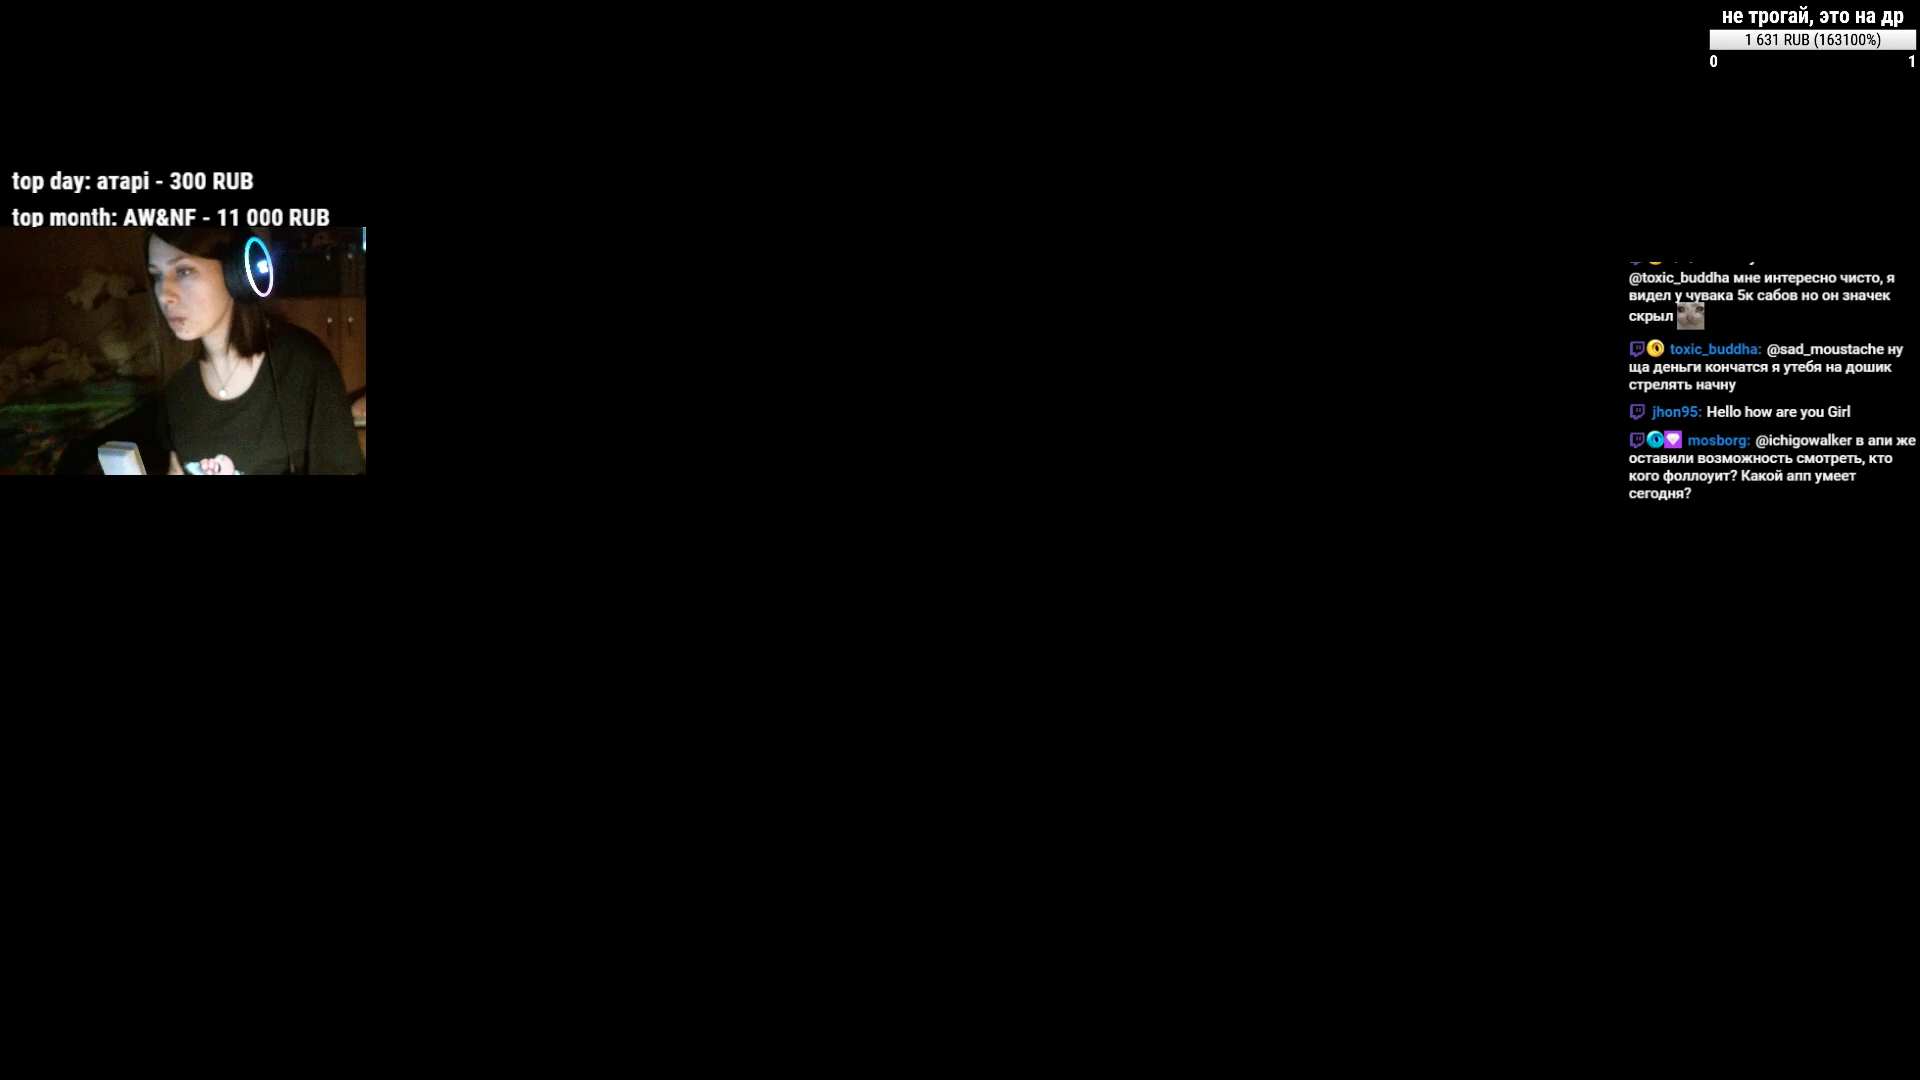 не трогай, это на др
1 631 RUB (163100%)
0 1
top day: атарі - 300 RUB
top month: AW&NF - 11 000 RUB
@toxic_buddha мне интересно чисто, я
видел у чувака 5к сабов но он значек
скрыл
toxic_buddha: @sad_moustache ну
ща деньги кончатся я утебя на дошик
стрелять начну
jhon95: Hello how are you Girl
mosborg: @ichigowalker в апи же
оставили возможность смотреть, кто
кого фоллоуит? Какой апп умеет
сегодня?